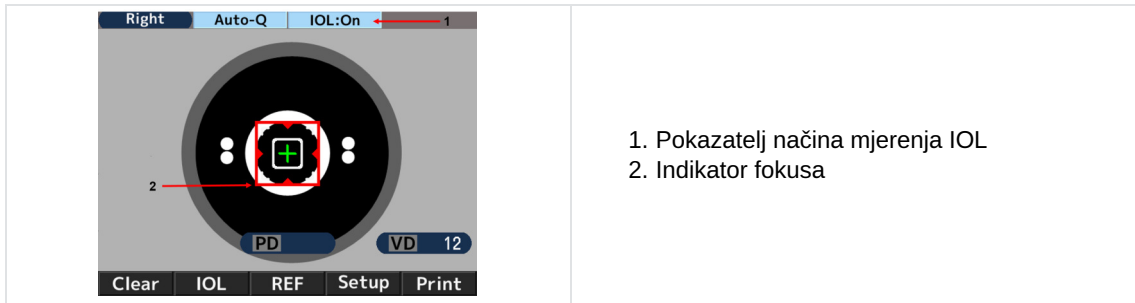 Right Auto-Q IOL:On 1
2
PD VD 12
Clear IOL REF Setup Print
1. Pokazatelj načina mjerenja IOL
2. Indikator fokusa